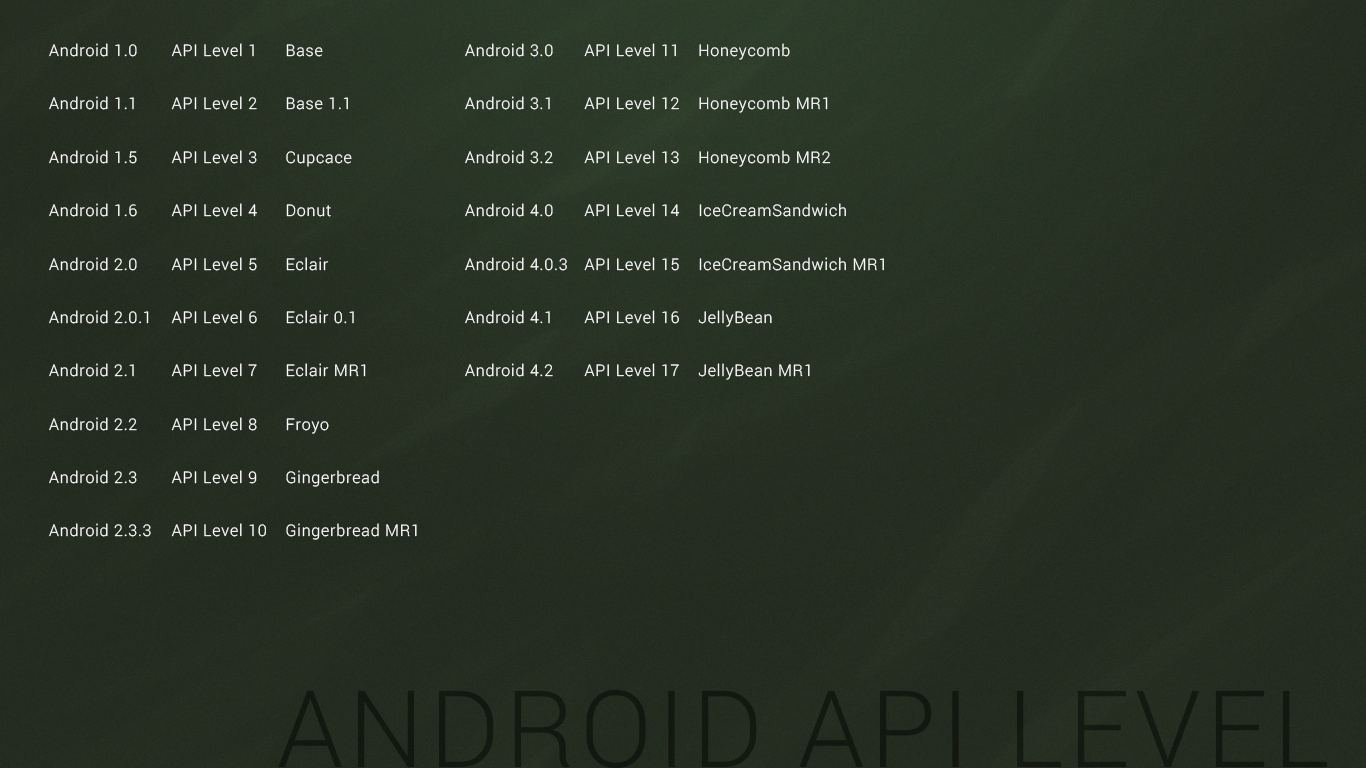 Android 1.0 API Level 1 Base
Android 1.1 API Level 2 Base 1.1
Android 1.5 API Level 3 Cupcace
Android 1.6 API Level 4 Donut
Android 2.0 API Level 5 Eclair
Android 2.0.1 API Level 6 Eclair 0.1
Android 2.1 API Level 7 Eclair MR1
Android 2.2 API Level 8 Froyo
Android 2.3 API Level 9 Gingerbread
Android 2.3.3 API Level 10 Gingerbread MR1
Android 3.0 API Level 11 Honeycomb
Android 3.1 API Level 12 Honeycomb MR1
Android 3.2 API Level 13 Honeycomb MR2
Android 4.0 API Level 14 IceCreamSandwich
Android 4.0.3 API Level 15 IceCreamSandwich MR1
Android 4.1 API Level 16 JellyBean
Android 4.2 API Level 17 JellyBean MR1
ANDROID API LEVEL